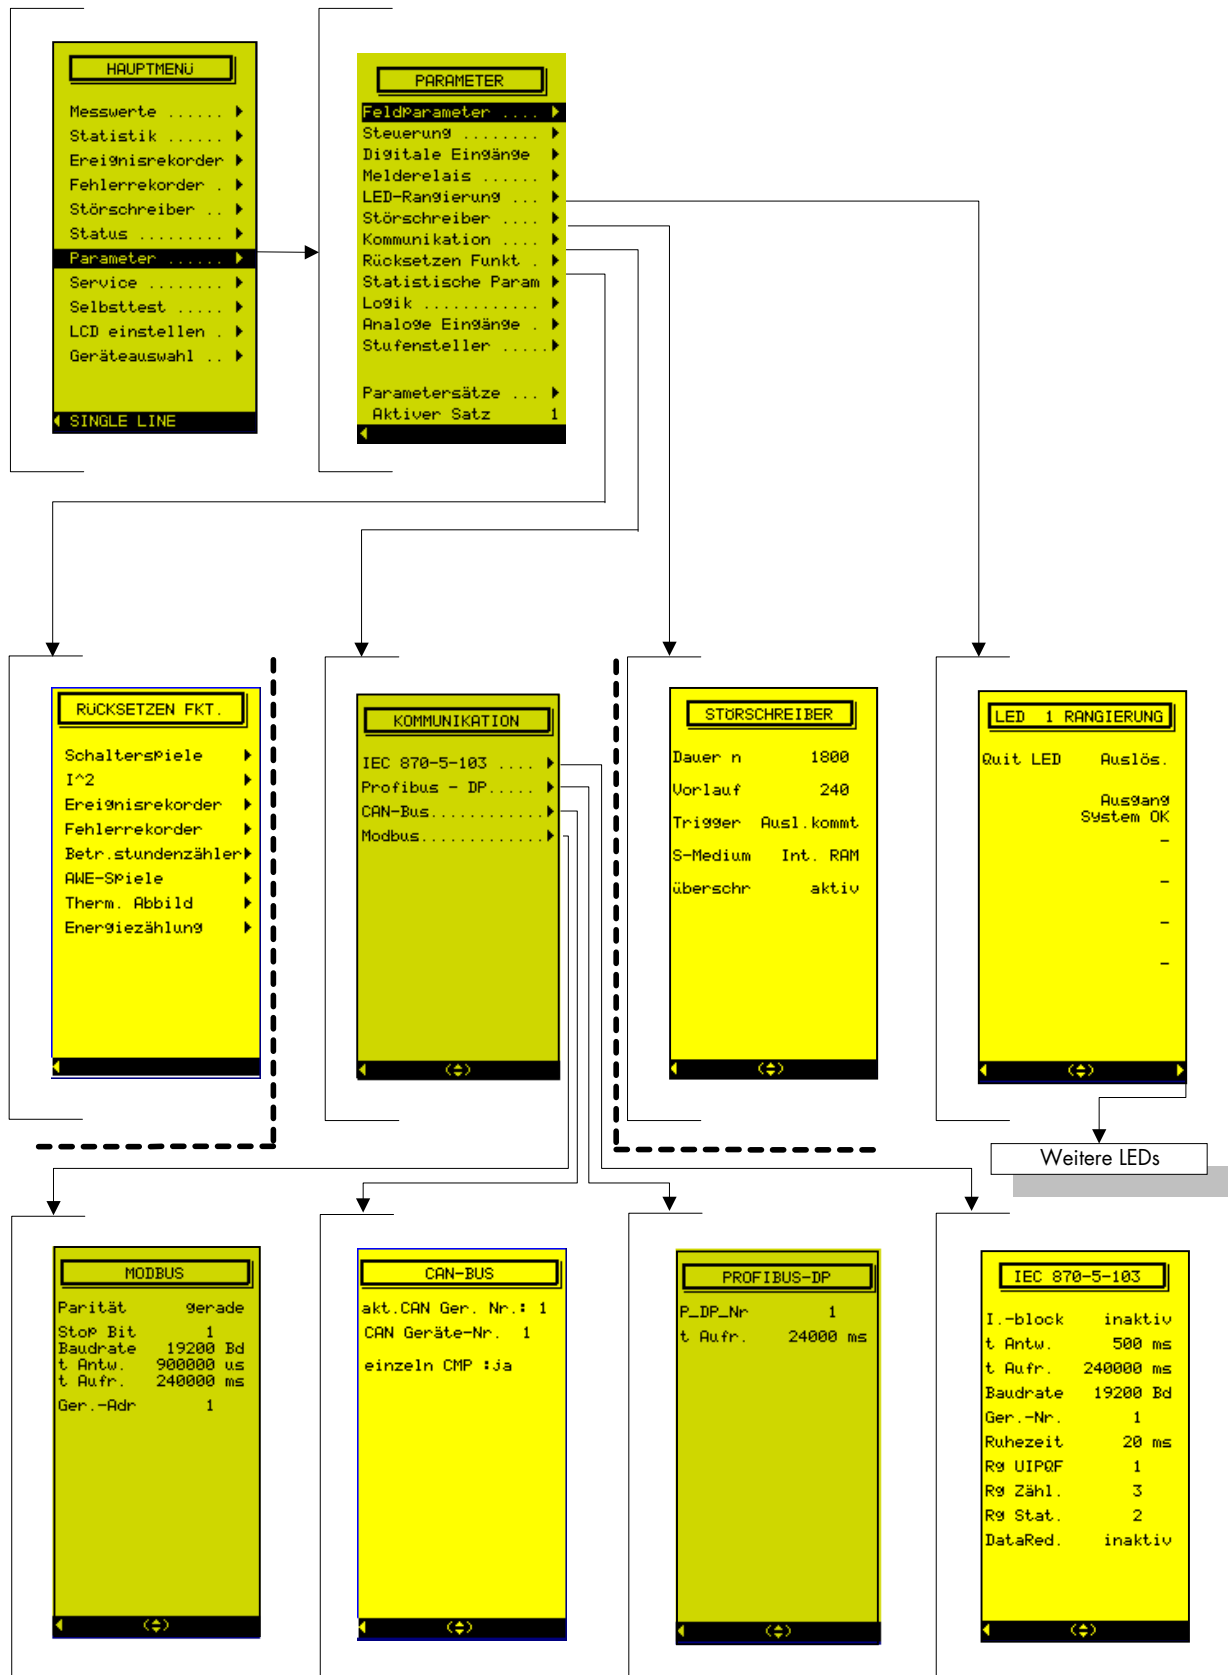 HAUPTMENü
Messwerte ...... 
Statistik ...... 
Ereignisrekorder
Fehlerrekorder .
Störschreiber ..
Status .........
Parameter ......
Service ........
Selbsttest .....
LCD einstellen .
Geräteauswahl ..
SINGLE LINE
PARAMETER
Feldparameter ....
Steuerung ........
Digitale Eingänge
Melderelais ......
LED-Rangierung ...
Störschreiber ....
Kommunikation ....
Rücksetzen Funkt .
Statistische Param
Logik ............
Analoge Eingänge .
Stufensteller .....
Parametersätze ...
Aktiver Satz 1
RüCKSETZEN FKT.
Schalterspiele
I^2
Ereignisrekorder
Fehlerrekorder
Betr.stundenzähler
AWE-Spiele
Therm. Abbild
Energiezählung
KOMMUNIKATION
IEC 870-5-103 ....
Profibus - DP.....
CAN-Bus............
Modbus.............
STöRSCHREIBER
Dauer n 1800
Vorlauf 240
Trigger Ausl.kommt
S-Medium Int. RAM
überschr aktiv
LED 1 RANGIERUNG
Quit LED Auslös.
Ausgang
System OK
-
-
-
-
Weitere LEDs
MODBUS
Parität gerade
Stop Bit 1
Baudrate 19200 Bd
t Antw. 900000 us
t Aufr. 240000 ms
Ger.-Adr 1
CAN-BUS
akt.CAN Ger. Nr.: 1
CAN Geräte-Nr. 1
einzeln CMP :ja
PROFIBUS-DP
P_DP_Nr 1
t Aufr. 24000 ms
IEC 870-5-103
I.-block inaktiv
t Antw. 500 ms
t Aufr. 240000 ms
Baudrate 19200 Bd
Ger.-Nr. 1
Ruhezeit 20 ms
Rg UIPQF 1
Rg Zähl. 3
Rg Stat. 2
DataRed. inaktiv